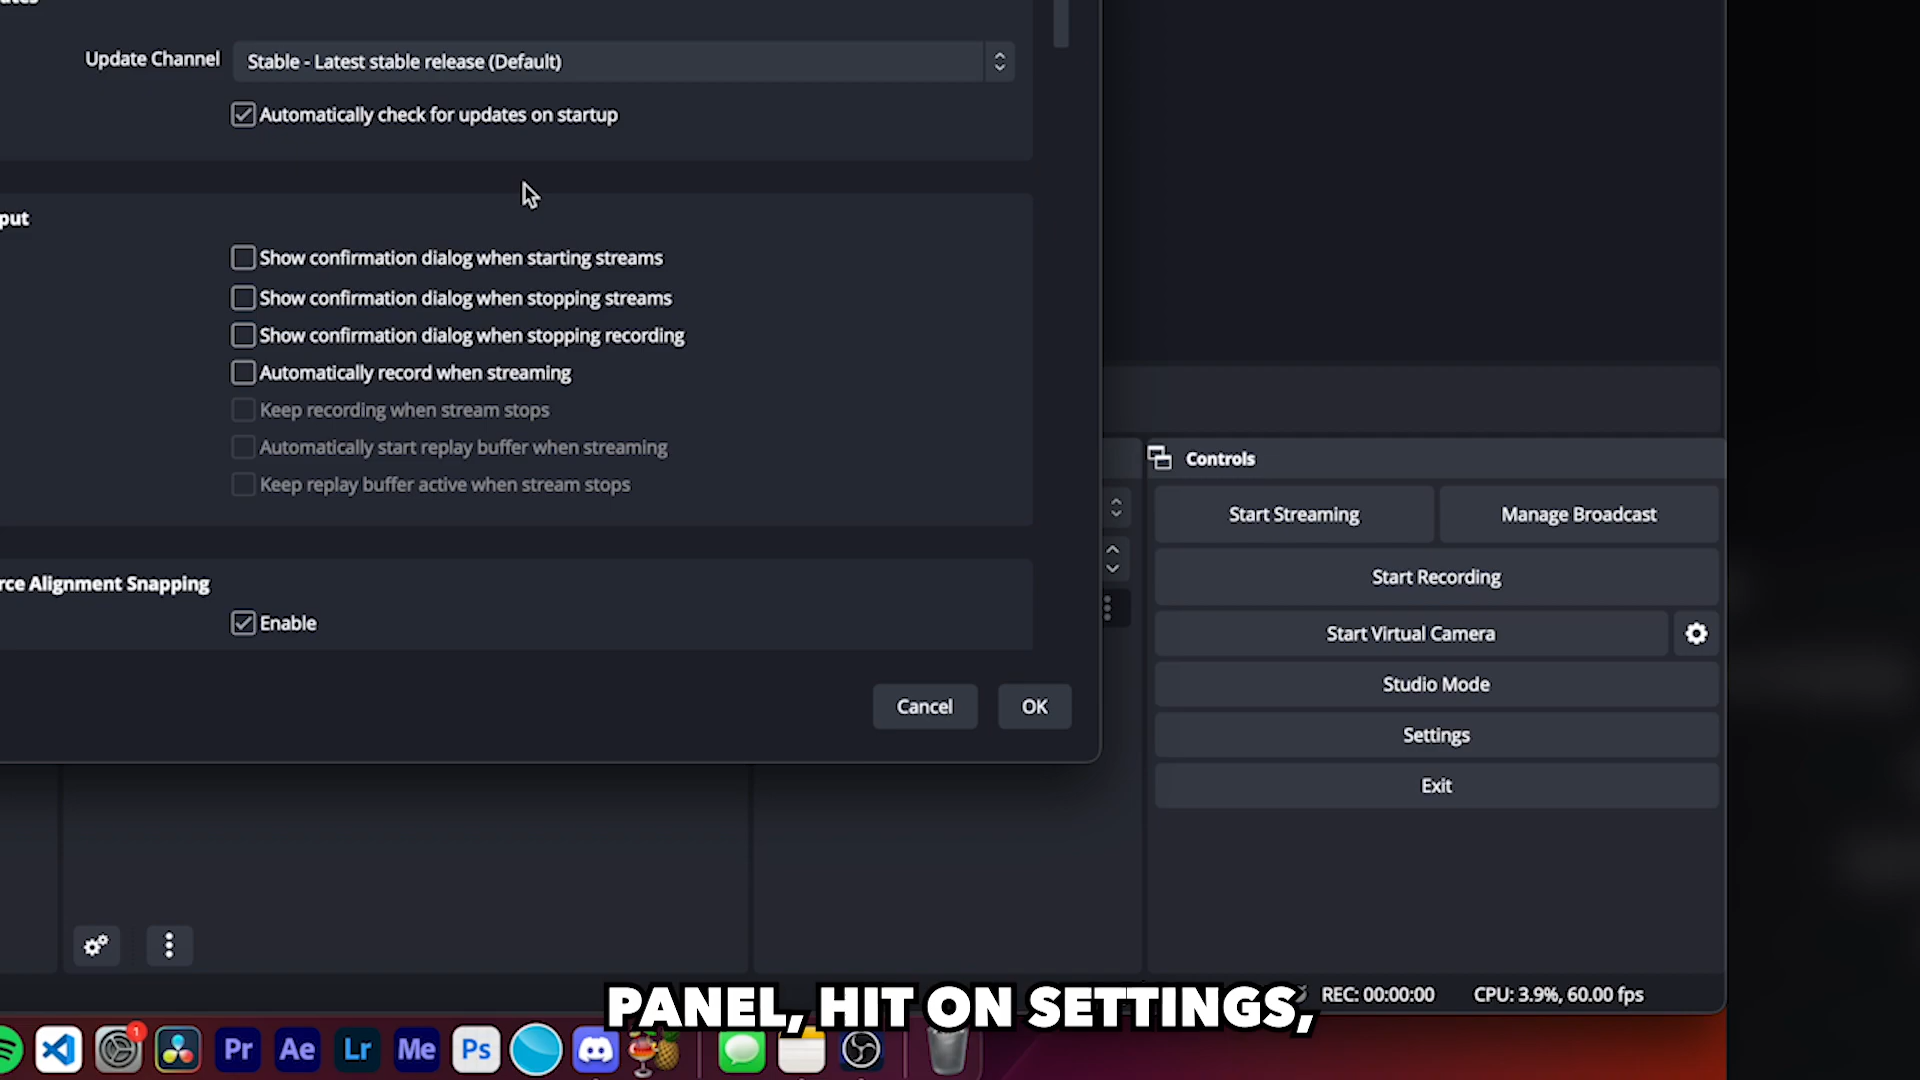 Update Channel
Stable - Latest stable release (Default)
Automatically check for updates on startup
put
Show confirmation dialog when starting streams
Show confirmation dialog when stopping streams
Show confirmation dialog when stopping recording
Automatically record when streaming
Keep recording when stream stops
Automatically start replay buffer when streaming
Keep replay buffer active when stream stops
rce Alignment Snapping
Enable
Cancel
OK
Controls
Start Streaming
Manage Broadcast
Start Recording
Start Virtual Camera
Studio Mode
Settings
Exit
REC: 00:00:00
CPU: 3.9%, 60.00 fps
PANEL, HIT ON SETTINGS,
1
Pr
Ae
Lr
Me
Ps